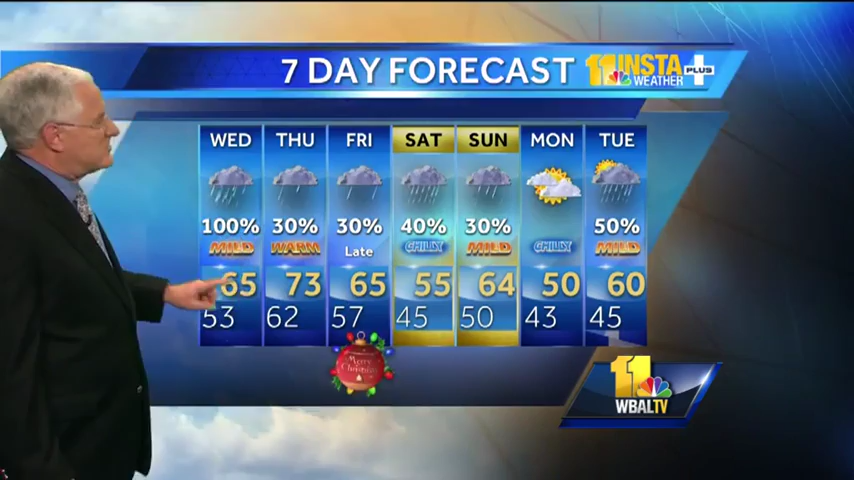 7 DAY FORECAST
11 INSTA
WEATHER PLUS
WED THU FRI SAT SUN MON TUE
100% 30% 30% 40% 30% 50%
MILD WARM Late CHILLY MILD CHILLY MILD
65 73 65 55 64 50 60
53 62 57 45 50 43 45
Merry
Christmas
11
WBALTV